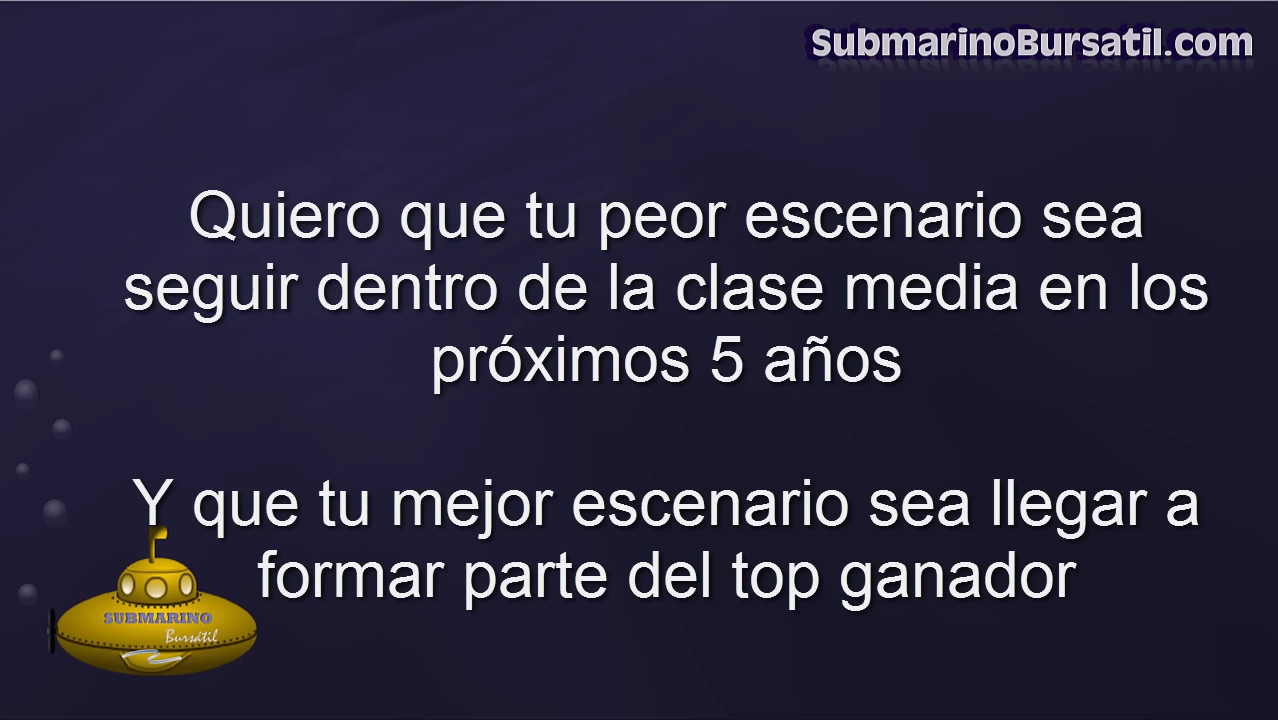 SubmarinoBursatil.com
Quiero que tu peor escenario sea
seguir dentro de la clase media en los
próximos 5 años
Y que tu mejor escenario sea llegar a
formar parte del top ganador
SUBMARINO
Bursátil